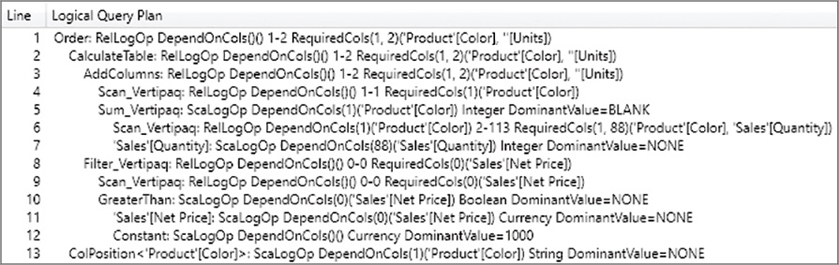 Line Logical Query Plan
1 Order: RelLogOp DependOnCols()() 1-2 RequiredCols(1, 2)('Product'[Color], ''[Units])
2 CalculateTable: RelLogOp DependOnCols()() 1-2 RequiredCols(1, 2)('Product'[Color], ''[Units])
3 AddColumns: RelLogOp DependOnCols()() 1-2 RequiredCols(1, 2)('Product'[Color], ''[Units])
4 Scan_Vertipaq: RelLogOp DependOnCols()() 1-1 RequiredCols(1)('Product'[Color])
5 Sum_Vertipaq: ScaLogOp DependOnCols(1)('Product'[Color]) Integer DominantValue=BLANK
6 Scan_Vertipaq: RelLogOp DependOnCols(1)('Product'[Color]) 2-113 RequiredCols(1, 88)('Product'[Color], 'Sales'[Quantity])
7 'Sales'[Quantity]: ScaLogOp DependOnCols(88)('Sales'[Quantity]) Integer DominantValue=NONE
8 Filter_Vertipaq: RelLogOp DependOnCols()() 0-0 RequiredCols(0)('Sales'[Net Price])
9 Scan_Vertipaq: RelLogOp DependOnCols()() 0-0 RequiredCols(0)('Sales'[Net Price])
10 GreaterThan: ScaLogOp DependOnCols(0)('Sales'[Net Price]) Boolean DominantValue=NONE
11 'Sales'[Net Price]: ScaLogOp DependOnCols(0)('Sales'[Net Price]) Currency DominantValue=NONE
12 Constant: ScaLogOp DependOnCols()() Currency DominantValue=1000
13 ColPosition<'Product'[Color]>: ScaLogOp DependOnCols(1)('Product'[Color]) String DominantValue=NONE